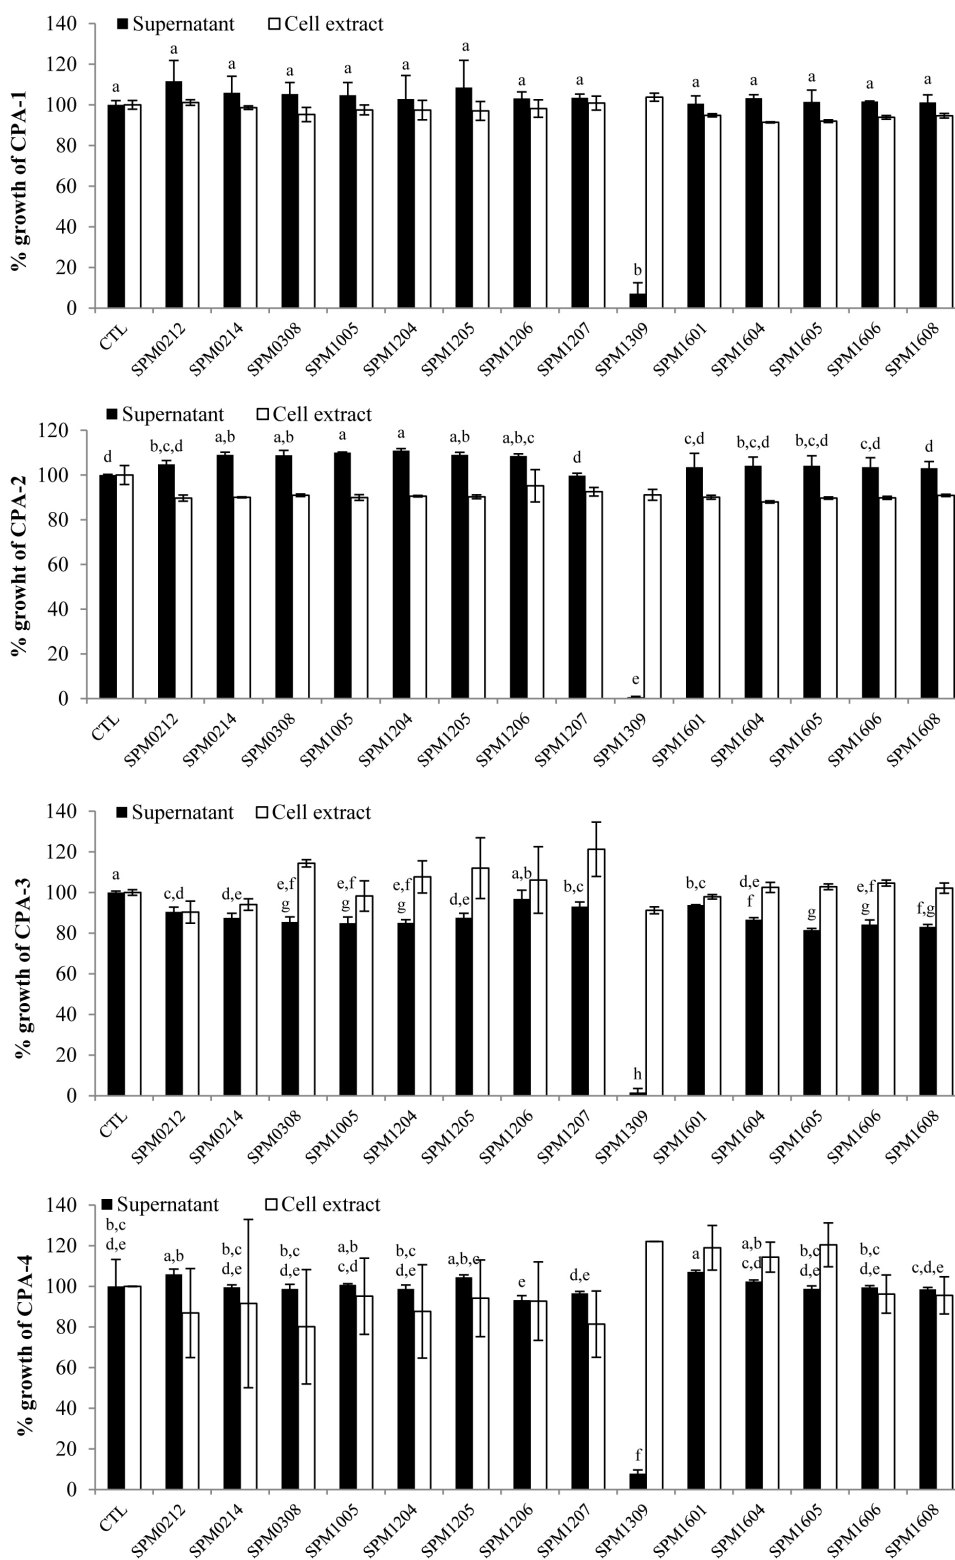 Supernatant Cell extract
140
120
100
80
60
40
20
0
% growth of CPA-1
a a a a a a a a a b a a a a a
CTL SPM0212 SPM0214 SPM0308 SPM1005 SPM1204 SPM1205 SPM1206 SPM1207 SPM1309 SPM1601 SPM1604 SPM1605 SPM1606 SPM1608
Supernatant Cell extract
120
100
80
60
40
20
0
% growht of CPA-2
d b,c,d a,b a,b a a a,b a,b,c d e c,d b,c,d b,c,d c,d d
CTL SPM0212 SPM0214 SPM0308 SPM1005 SPM1204 SPM1205 SPM1206 SPM1207 SPM1309 SPM1601 SPM1604 SPM1605 SPM1606 SPM1608
Supernatant Cell extract
140
120
100
80
60
40
20
0
% growth of CPA-3
a c,d d,e e,f e,f e,f d,e a,b b,c h b,c d,e g e,f f,g
g g g f g
CTL SPM0212 SPM0214 SPM0308 SPM1005 SPM1204 SPM1205 SPM1206 SPM1207 SPM1309 SPM1601 SPM1604 SPM1605 SPM1606 SPM1608
Supernatant Cell extract
140
120
100
80
60
40
20
0
% growth of CPA-4
b,c a,b b,c b,c a,b b,c a,b,c e d,e f a a,b b,c b,c c,d,e
d,e d,e d,e c,d d,e c,d d,e d,e
CTL SPM0212 SPM0214 SPM0308 SPM1005 SPM1204 SPM1205 SPM1206 SPM1207 SPM1309 SPM1601 SPM1604 SPM1605 SPM1606 SPM1608